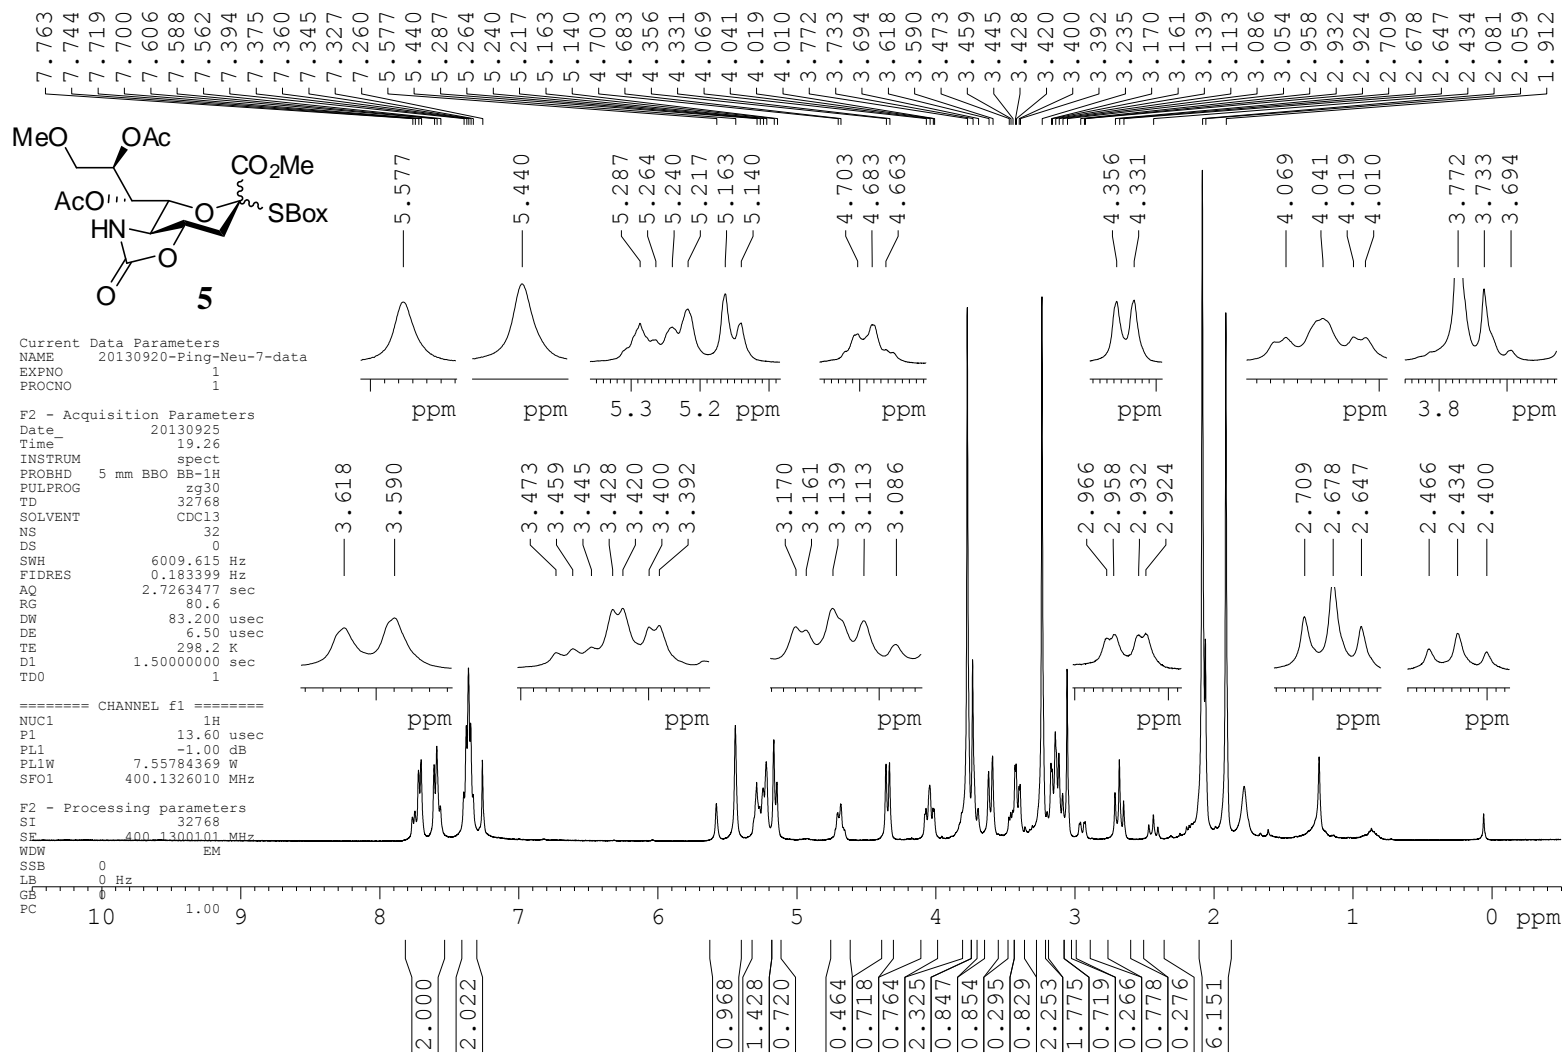 7.763 7.744 7.719 7.700 7.606 7.588 7.562 7.394 7.375 7.360 7.345 7.327 7.260 5.577 5.440 5.287 5.264 5.240 5.217 5.163 5.140 4.703 4.683 4.356 4.331 4.069 4.041 4.019 4.010 3.772 3.733 3.694 3.618 3.590 3.473 3.459 3.445 3.428 3.420 3.400 3.392 3.235 3.170 3.161 3.139 3.113 3.086 3.054 2.958 2.932 2.924 2.709 2.678 2.647 2.434 2.081 2.059 1.912
MeO OAc
CO2Me
AcO O SBox
HN
O
O
5
5.577
5.440
5.287 5.264 5.240 5.217 5.163 5.140
4.703 4.683 4.663
4.356 4.331
4.069 4.041 4.019 4.010
3.772 3.733 3.694
ppm ppm 5.3 5.2 ppm ppm ppm ppm 3.8 ppm
Current Data Parameters
NAME 20130920-Ping-Neu-7-data
EXPNO 1
PROCNO 1
F2 - Acquisition Parameters
Date_ 20130925
Time 19.26
INSTRUM spect
PROBHD 5 mm BBO BB-1H
PULPROG zg30
TD 32768
SOLVENT CDCl3
NS 32
DS 0
SWH 6009.615 Hz
FIDRES 0.183399 Hz
AQ 2.7263477 sec
RG 80.6
DW 83.200 usec
DE 6.50 usec
TE 298.2 K
D1 1.50000000 sec
TD0 1
======== CHANNEL f1 ========
NUC1 1H
P1 13.60 usec
PL1 -1.00 dB
PL1W 7.55784369 W
SFO1 400.1326010 MHz
F2 - Processing parameters
SI 32768
SF 400.1300101 MHz
WDW EM
SSB 0
LB 0 Hz
GB 0
PC 1.00
3.618 3.590
3.473 3.459 3.445 3.428 3.420 3.400 3.392
3.170 3.161 3.139 3.113 3.086
2.966 2.958 2.932 2.924
2.709 2.678 2.647
2.466 2.434 2.400
ppm ppm ppm ppm ppm ppm
10 9 8 7 6 5 4 3 2 1 0 ppm
2.000 2.022 0.968 1.428 0.720 0.464 0.718 0.764 2.325 0.847 0.854 0.295 0.829 2.253 1.775 0.719 0.266 0.778 0.276 6.151